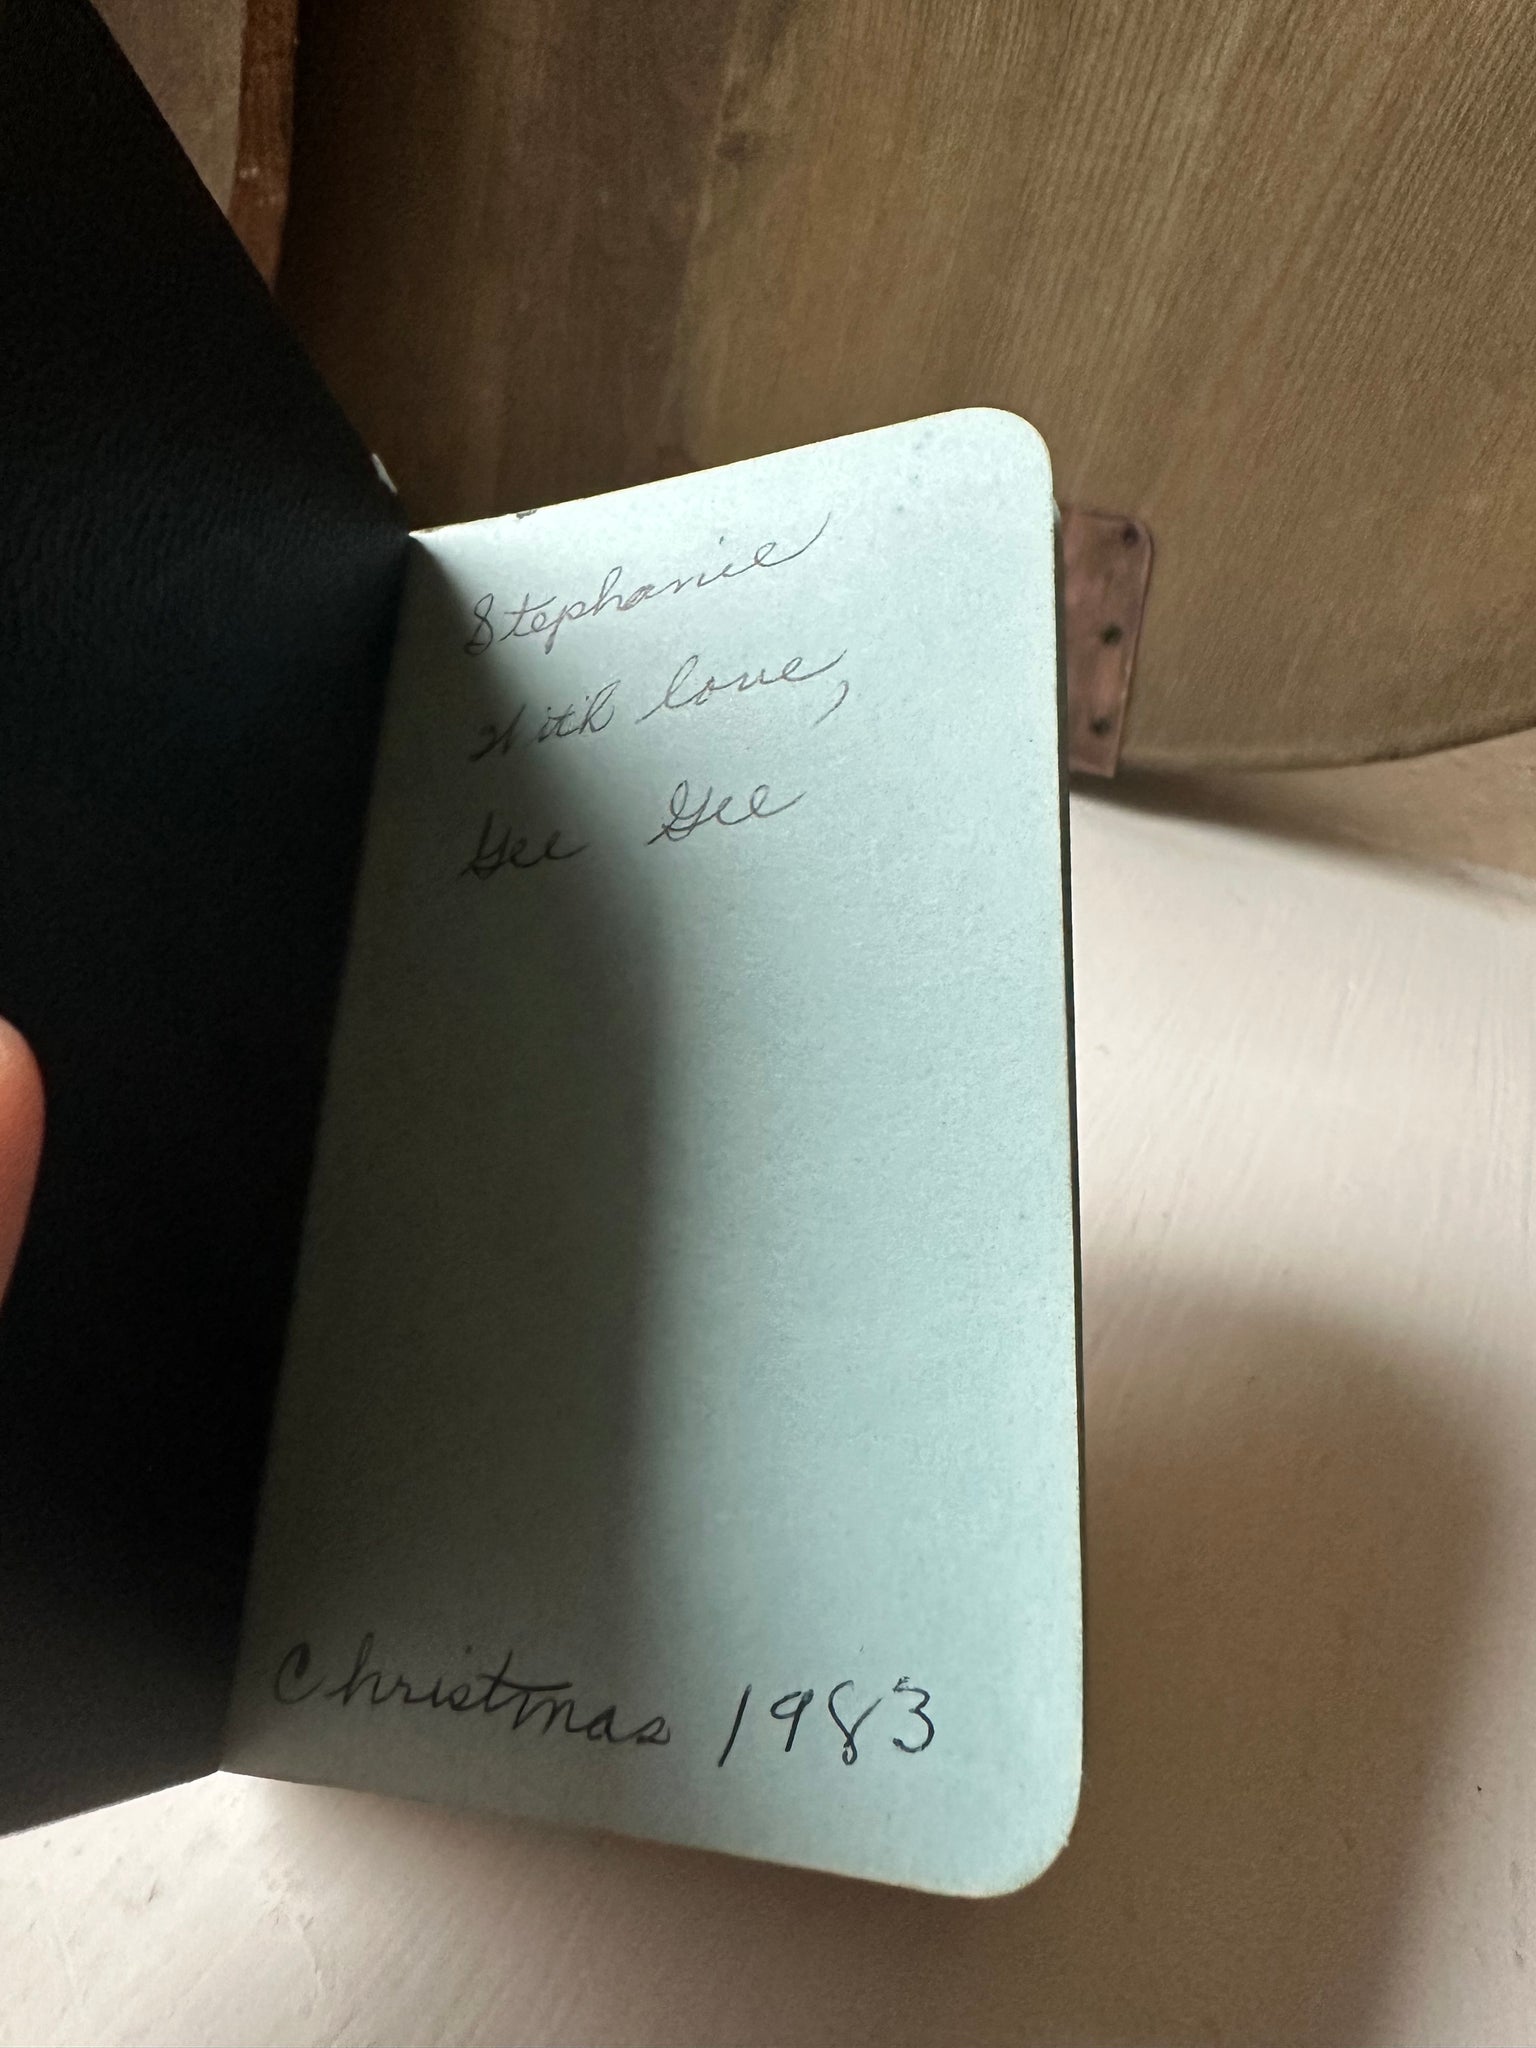 Stephanie
With love,
Gee Gee
Christmas 1983